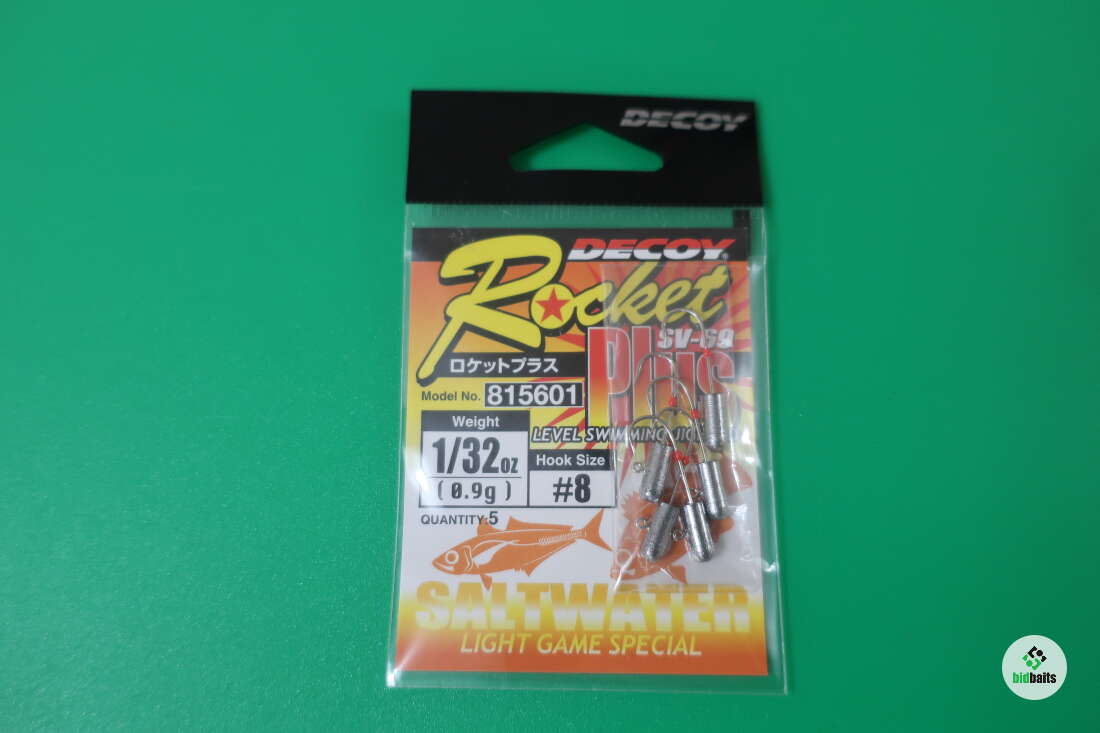 DECOY
DECOY®
Rocket
SV-69
PLUS
ロケットプラス
Model No. 815601
LEVEL SWIMMING JIG
Weight
1/32oz
(0.9g)
Hook Size
#8
QUANTITY:5
SALTWATER
LIGHT GAME SPECIAL
bidbaits